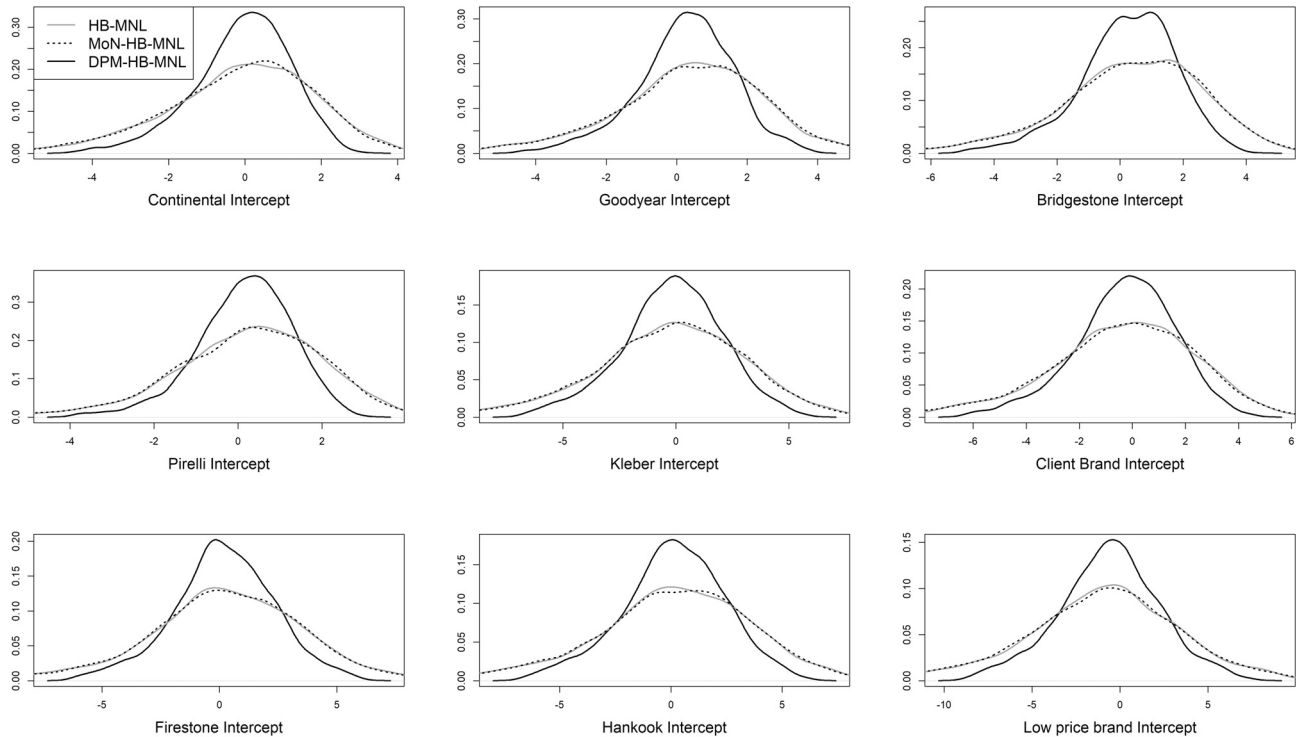 HB-MNL
MoN-HB-MNL
DPM-HB-MNL
0.00 0.10 0.20 0.30
-4 -2 0 2 4
Continental Intercept
0.00 0.10 0.20 0.30
-4 -2 0 2 4
Goodyear Intercept
0.00 0.05 0.10 0.15 0.20 0.25
-6 -4 -2 0 2 4
Bridgestone Intercept
0.0 0.1 0.2 0.3
-4 -2 0 2
Pirelli Intercept
0.00 0.05 0.10 0.15
-5 0 5
Kleber Intercept
0.00 0.05 0.10 0.15 0.20
-6 -4 -2 0 2 4 6
Client Brand Intercept
0.00 0.05 0.10 0.15 0.20
-5 0 5
Firestone Intercept
0.00 0.05 0.10 0.15
-5 0 5
Hankook Intercept
0.00 0.05 0.10 0.15
-10 -5 0 5
Low price brand Intercept